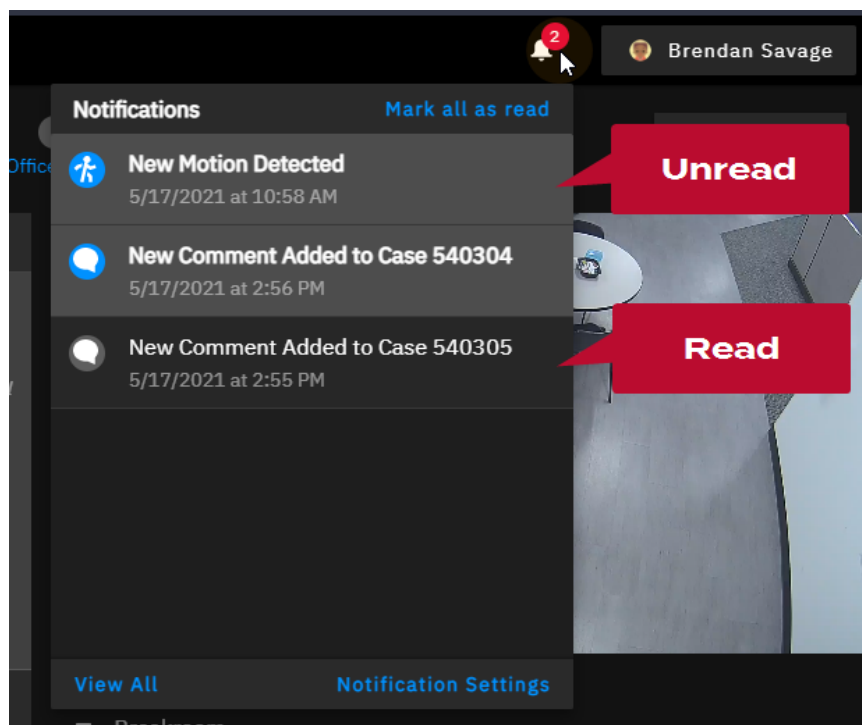 2
Brendan Savage
Notifications
Mark all as read
Office
New Motion Detected
5/17/2021 at 10:58 AM
Unread
New Comment Added to Case 540304
5/17/2021 at 2:56 PM
New Comment Added to Case 540305
5/17/2021 at 2:55 PM
Read
View All
Notification Settings